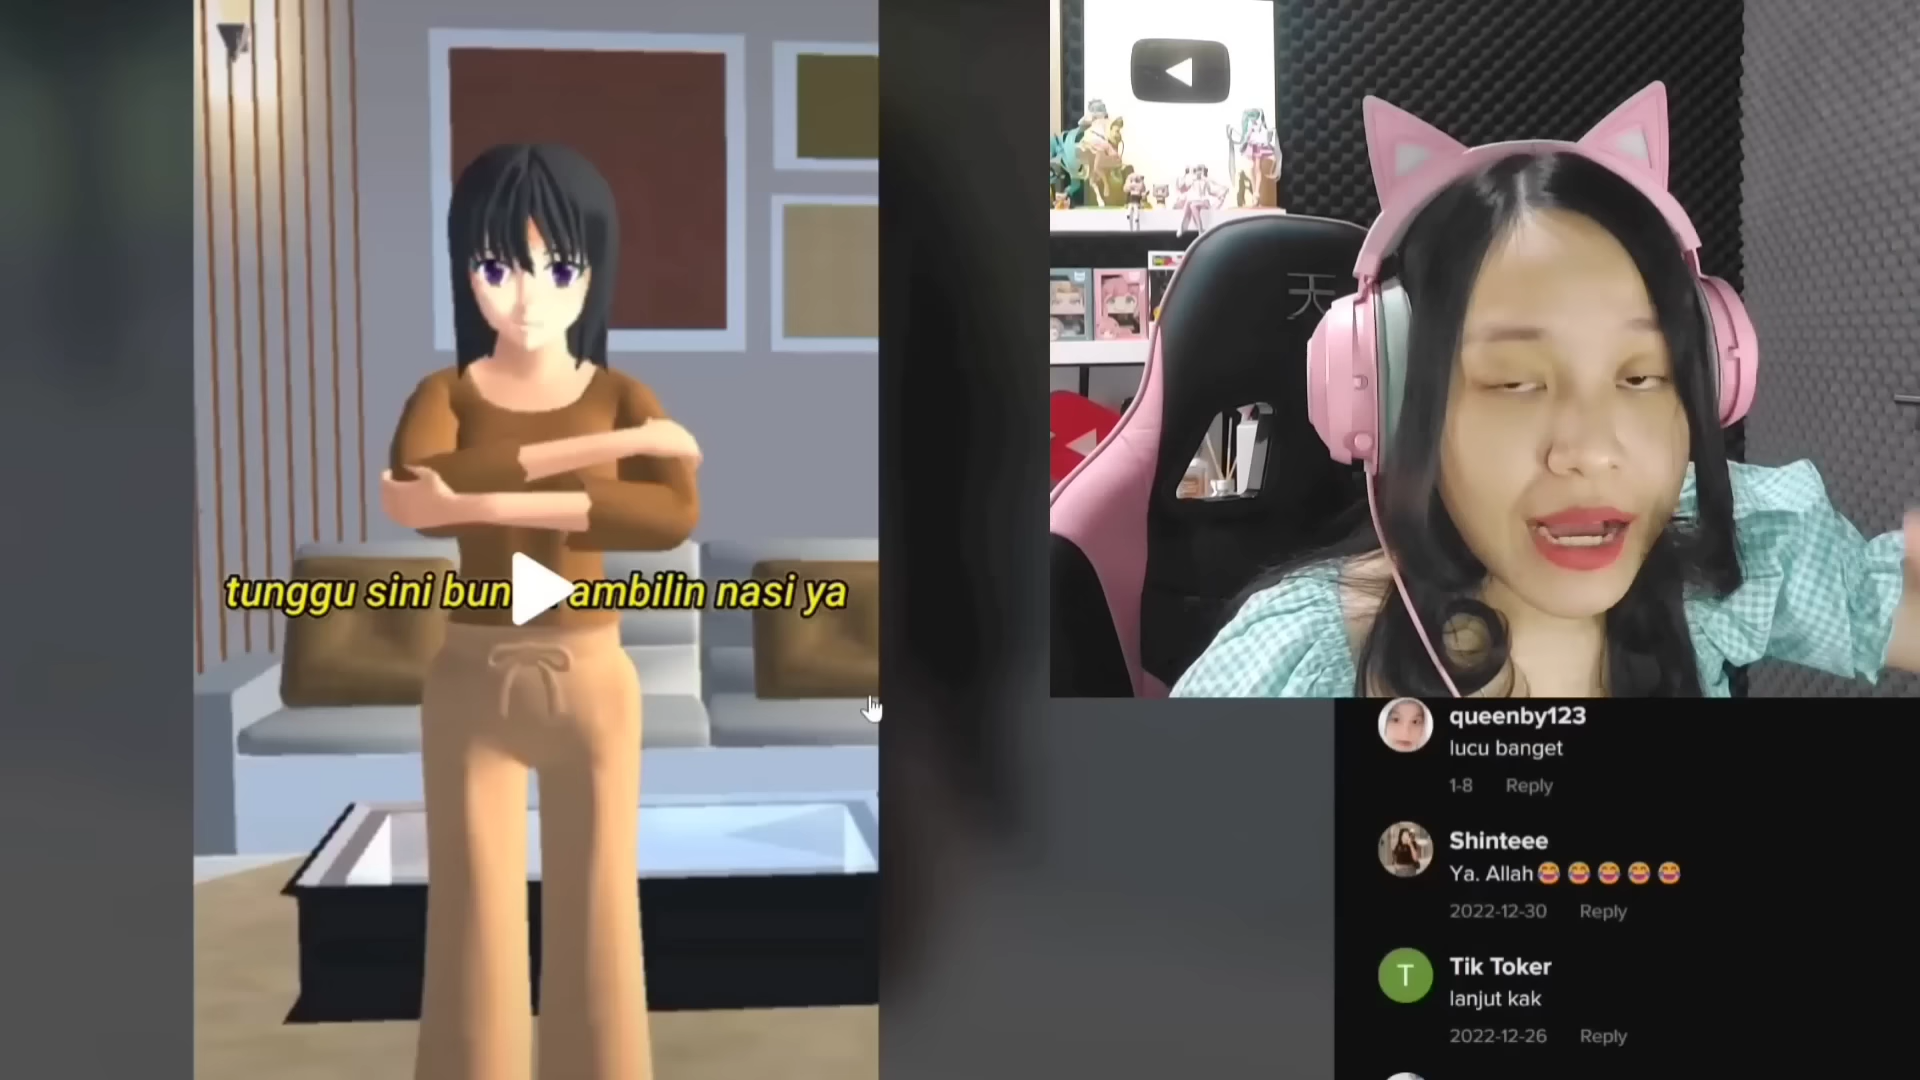 tunggu sini bun ambilin nasi ya
天
queenby123
lucu banget
1-8 Reply
Shinteee
Ya. Allah😂😂😂😂😂
2022-12-30 Reply
T
Tik Toker
lanjut kak
2022-12-26 Reply